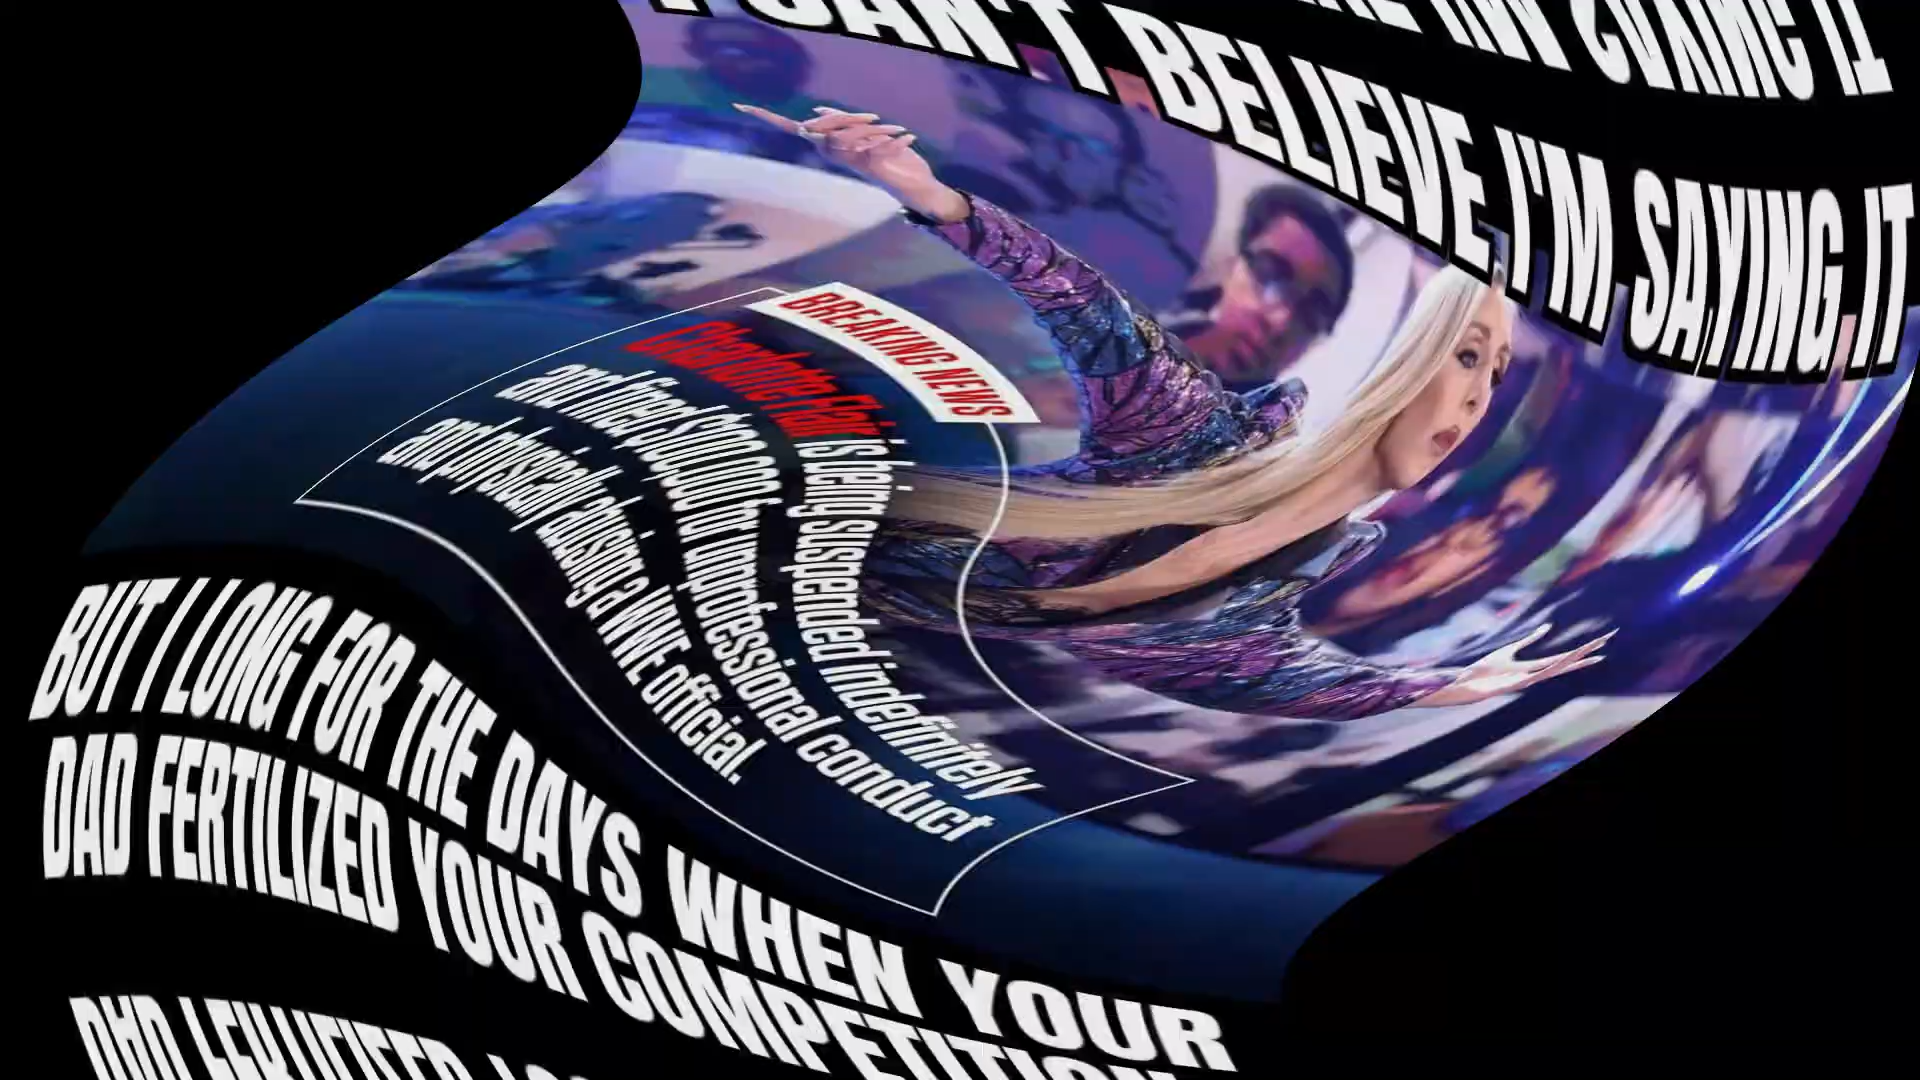 I CAN'T BELIEVE I'M SAYING IT
BREAKING NEWS
Charlotte Flair is being suspended indefinitely
and fined $100,000 for unprofessional conduct
and physically abusing a WWE official.
BUT I LONG FOR THE DAYS WHEN YOUR
DAD FERTILIZED YOUR COMPETITION